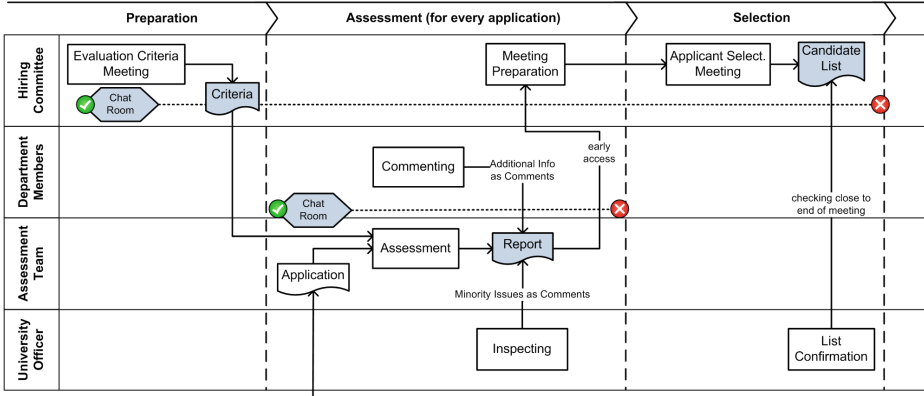 Preparation
Assessment (for every application)
Selection
Hiring
Committee
Evaluation Criteria
Meeting
Criteria
Chat
Room
Meeting
Preparation
Applicant Select.
Meeting
Candidate
List
Department
Members
Commenting
Additional Info
as Comments
early
access
Chat
Room
checking close to
end of meeting
Assessment
Team
Application
Assessment
Report
Minority Issues as Comments
University
Officer
Inspecting
List
Confirmation